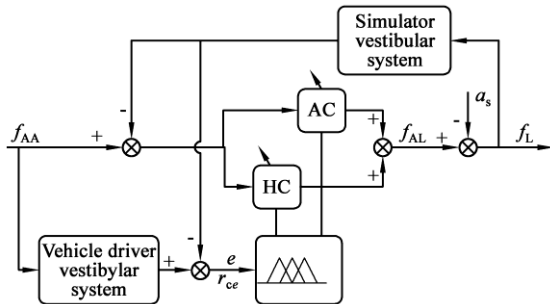 Simulator
vestibular
system
-
AC
a_s
f_AA
+
+
f_AL
+
-
f_L
HC
+
-
Vehicle driver
vestibylar
system
+
e
r_ce